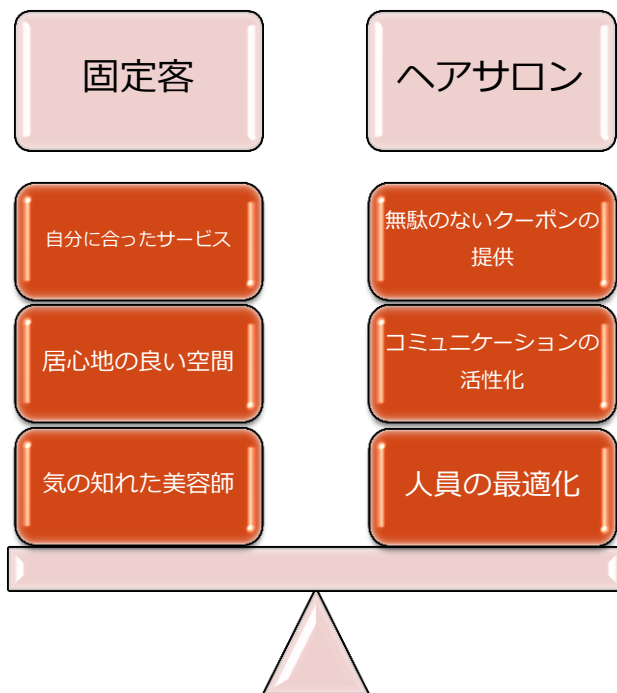 固定客
ヘアサロン
自分に合ったサービス
無駄のないクーポンの
提供
居心地の良い空間
コミュニケーションの
活性化
気の知れた美容師
人員の最適化